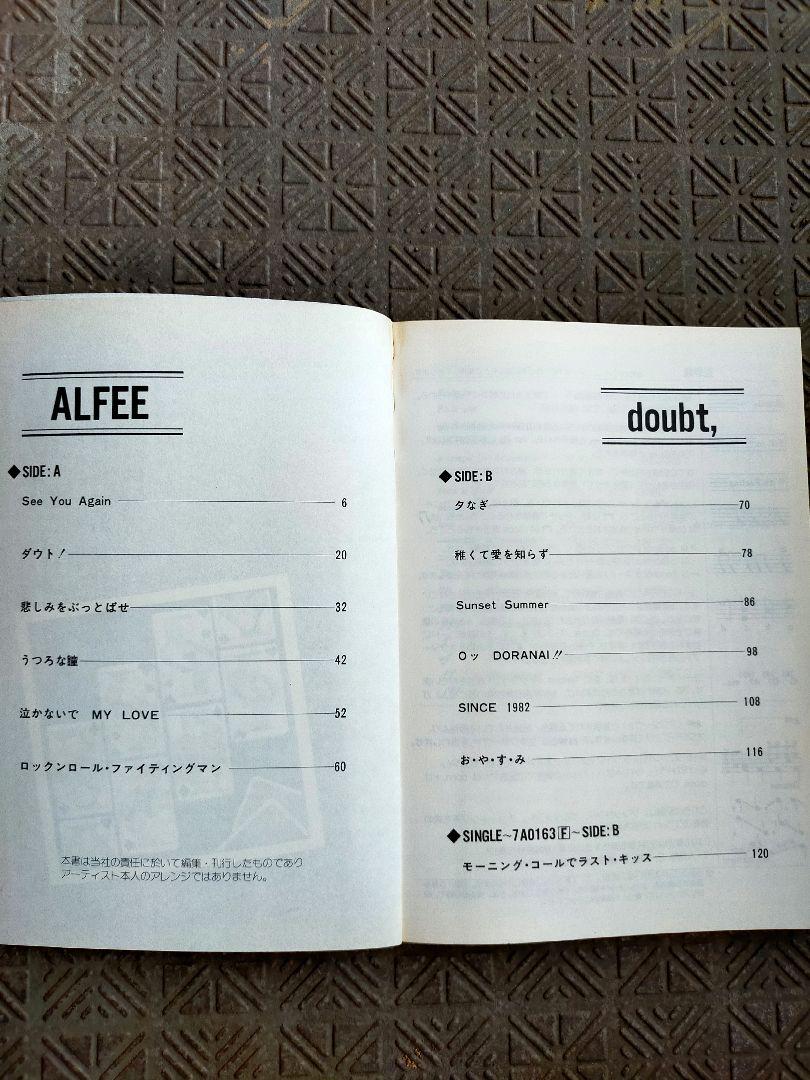 ALFEE
◆SIDE: A
See You Again 6
ダウト! 20
悲しみをぶっとばせ 32
うつろな瞳 42
泣かないで MY LOVE 52
ロックンロール・ファイティングマン 60
本書は当社の責任に於いて編集・刊行したものであり
アーティスト本人のアレンジではありません。
doubt,
◆SIDE: B
夕なぎ 70
稚くて愛を知らず 78
Sunset Summer 86
Oッ DORANAI!! 98
SINCE 1982 108
お・や・す・み 116
◆SINGLE~7A0163F~SIDE: B
モーニング・コールでラスト・キッス 120